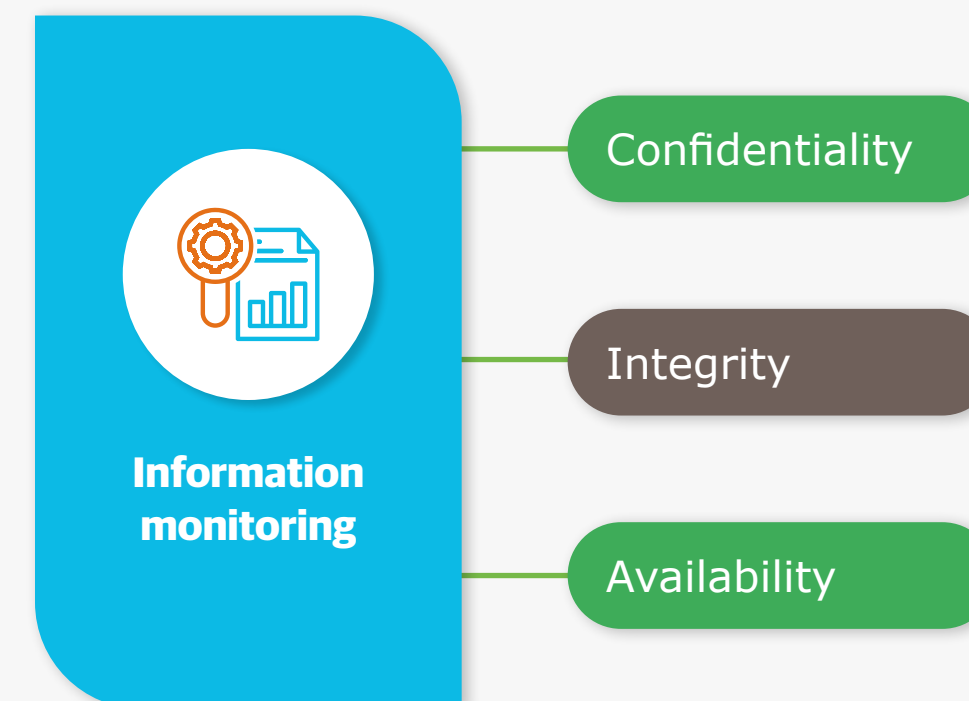 Information
monitoring
Confidentiality
Integrity
Availability